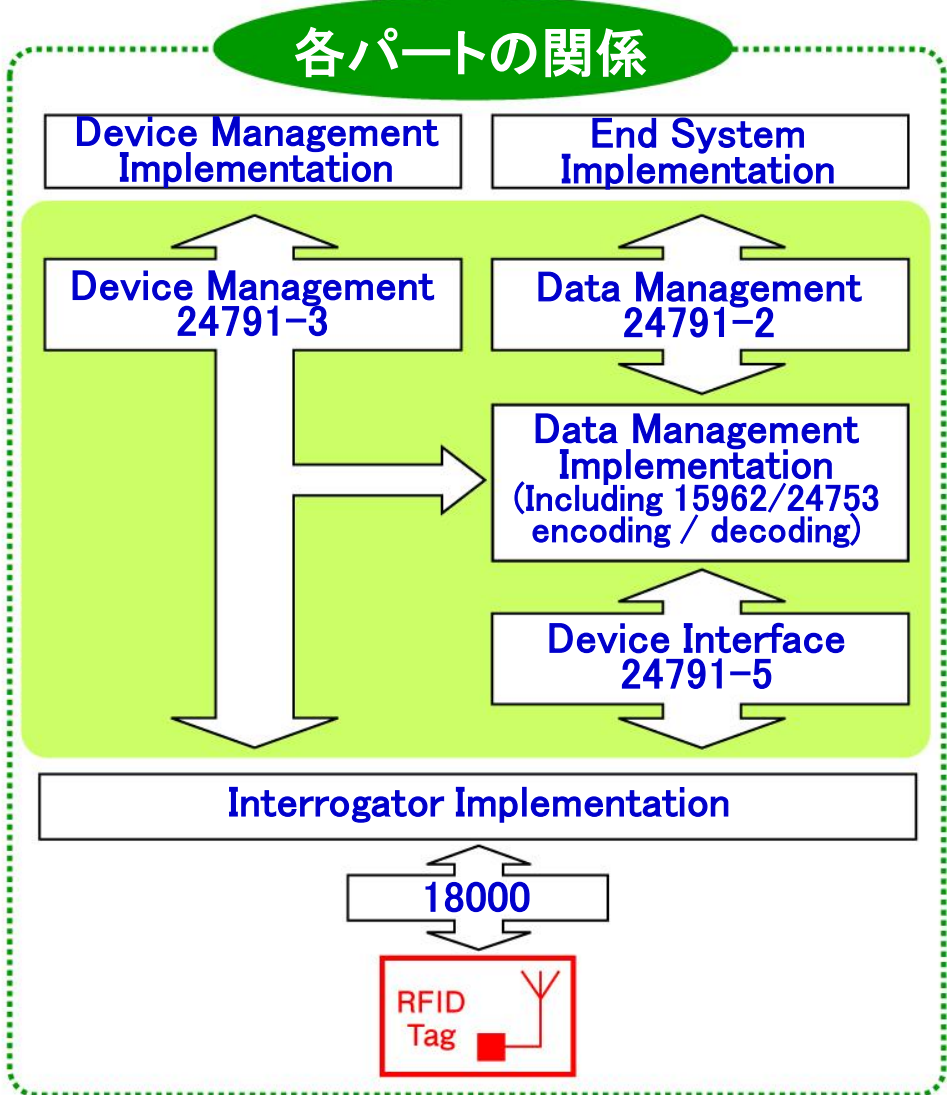 各パートの関係
Device Management
Implementation
End System
Implementation
Device Management
24791-3
Data Management
24791-2
Data Management
Implementation
(Including 15962/24753
encoding / decoding)
Device Interface
24791-5
Interrogator Implementation
18000
RFID
Tag